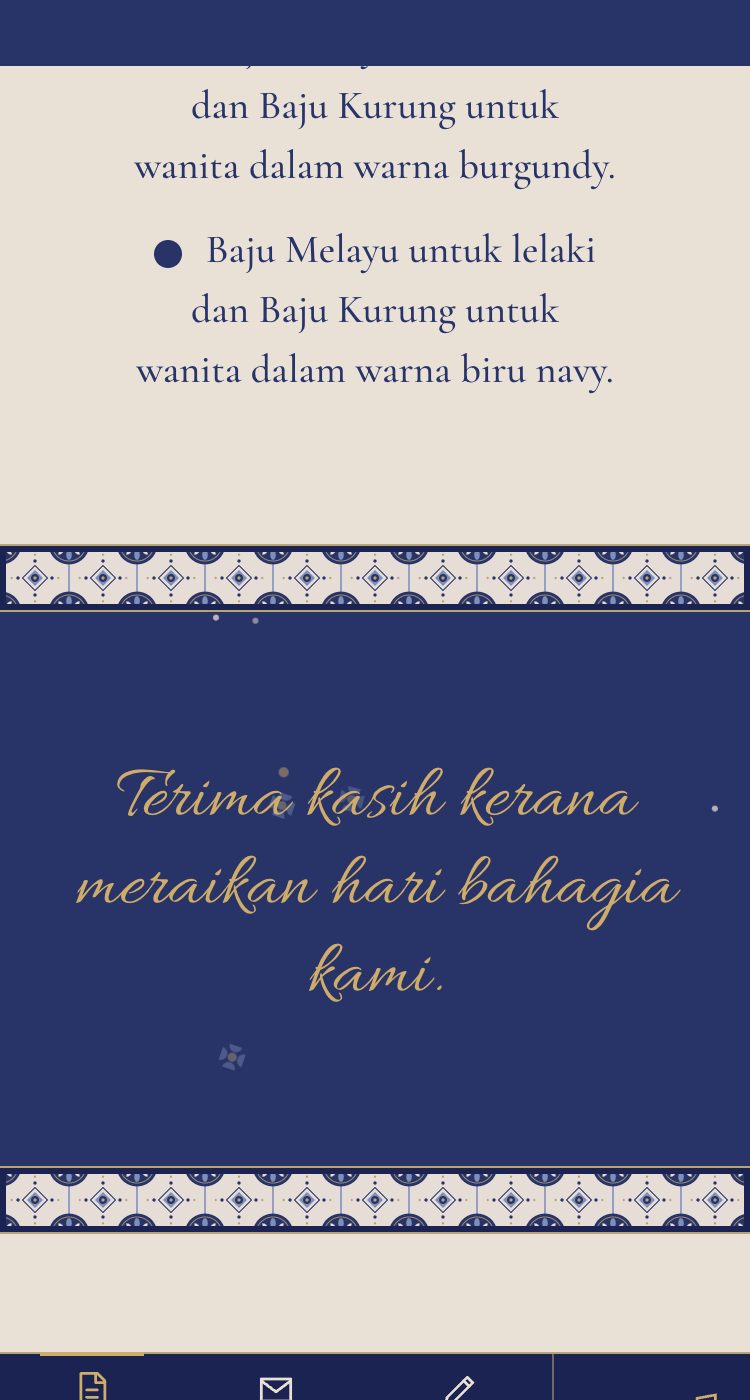 dan Baju Kurung untuk
wanita dalam warna burgundy.
Baju Melayu untuk lelaki
dan Baju Kurung untuk
wanita dalam warna biru navy.
Terima kasih kerana
meraikan hari bahagia
kami.